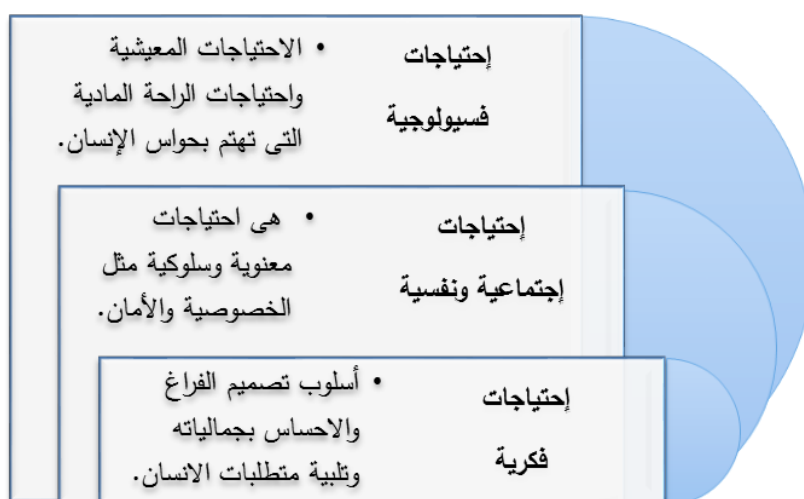 إحتياجات
فسيولوجية
• الاحتياجات المعيشية
واحتياجات الراحة المادية
التى تهتم بحواس الإنسان.
إحتياجات
إجتماعية ونفسية
• هى احتياجات
معنوية وسلوكية مثل
الخصوصية والأمان.
إحتياجات
فكرية
• أسلوب تصميم الفراغ
والاحساس بجمالياته
وتلبية متطلبات الانسان.